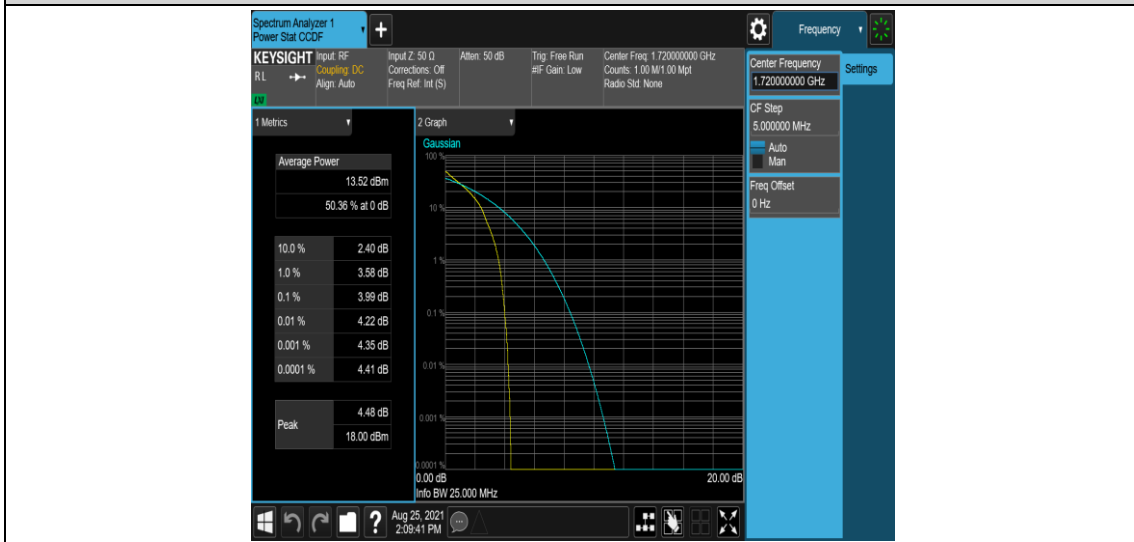 Spectrum Analyzer 1
Power Stat CCDF
+
Frequency
KEYSIGHT
RL
Input: RF
Coupling: DC
Align: Auto
Input Z: 50 Ω
Corrections: Off
Freq Ref: Int (S)
Atten: 50 dB
Trig: Free Run
#IF Gain: Low
Center Freq: 1.720000000 GHz
Counts: 1.00 M/1.00 Mpt
Radio Std: None
Center Frequency
1.720000000 GHz
Settings
CF Step
5.000000 MHz
Auto
Man
Freq Offset
0 Hz
1 Metrics
Average Power
13.52 dBm
50.36 % at 0 dB
10.0 % 2.40 dB
1.0 % 3.58 dB
0.1 % 3.99 dB
0.01 % 4.22 dB
0.001 % 4.35 dB
0.0001 % 4.41 dB
Peak
4.48 dB
18.00 dBm
2 Graph
Gaussian
100 %
10 %
1 %
0.1 %
0.01 %
0.001 %
0.0001 %
0.00 dB 20.00 dB
Info BW 25.000 MHz
?
Aug 25, 2021
2:09:41 PM